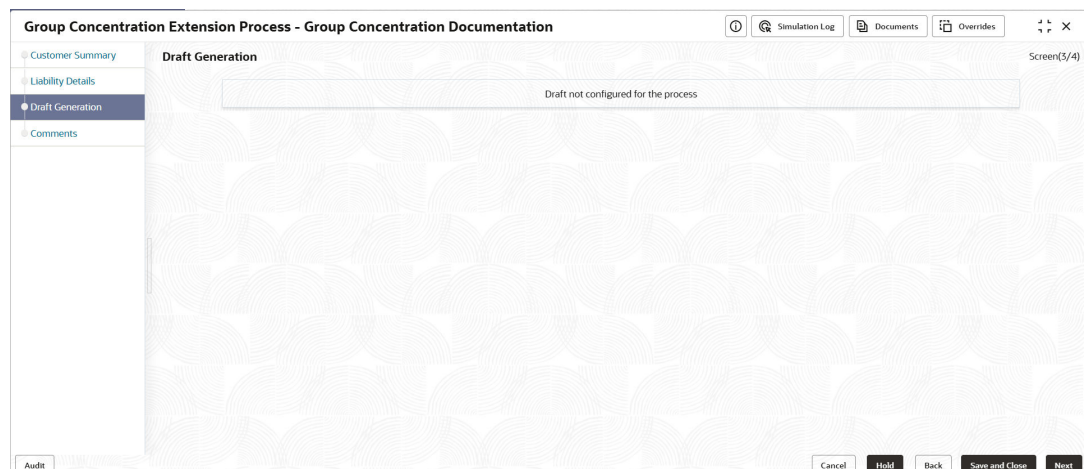 Group Concentration Extension Process - Group Concentration Documentation
Simulation Log
Documents
Overrides
Customer Summary
Draft Generation
Screen(3/4)
Liability Details
Draft not configured for the process
Draft Generation
Comments
Audit
Cancel
Hold
Back
Save and Close
Next